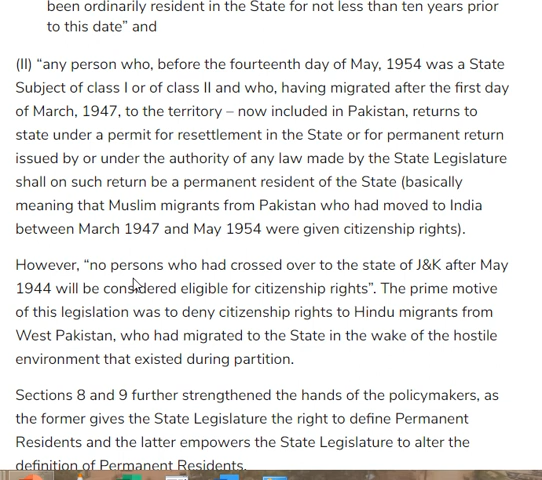 been ordinarily resident in the State for not less than ten years prior
to this date” and
(II) “any person who, before the fourteenth day of May, 1954 was a State
Subject of class I or of class II and who, having migrated after the first day
of March, 1947, to the territory – now included in Pakistan, returns to
state under a permit for resettlement in the State or for permanent return
issued by or under the authority of any law made by the State Legislature
shall on such return be a permanent resident of the State (basically
meaning that Muslim migrants from Pakistan who had moved to India
between March 1947 and May 1954 were given citizenship rights).
However, “no persons who had crossed over to the state of J&K after May
1944 will be considered eligible for citizenship rights”. The prime motive
of this legislation was to deny citizenship rights to Hindu migrants from
West Pakistan, who had migrated to the State in the wake of the hostile
environment that existed during partition.
Sections 8 and 9 further strengthened the hands of the policymakers, as
the former gives the State Legislature the right to define Permanent
Residents and the latter empowers the State Legislature to alter the
definition of Permanent Residents.